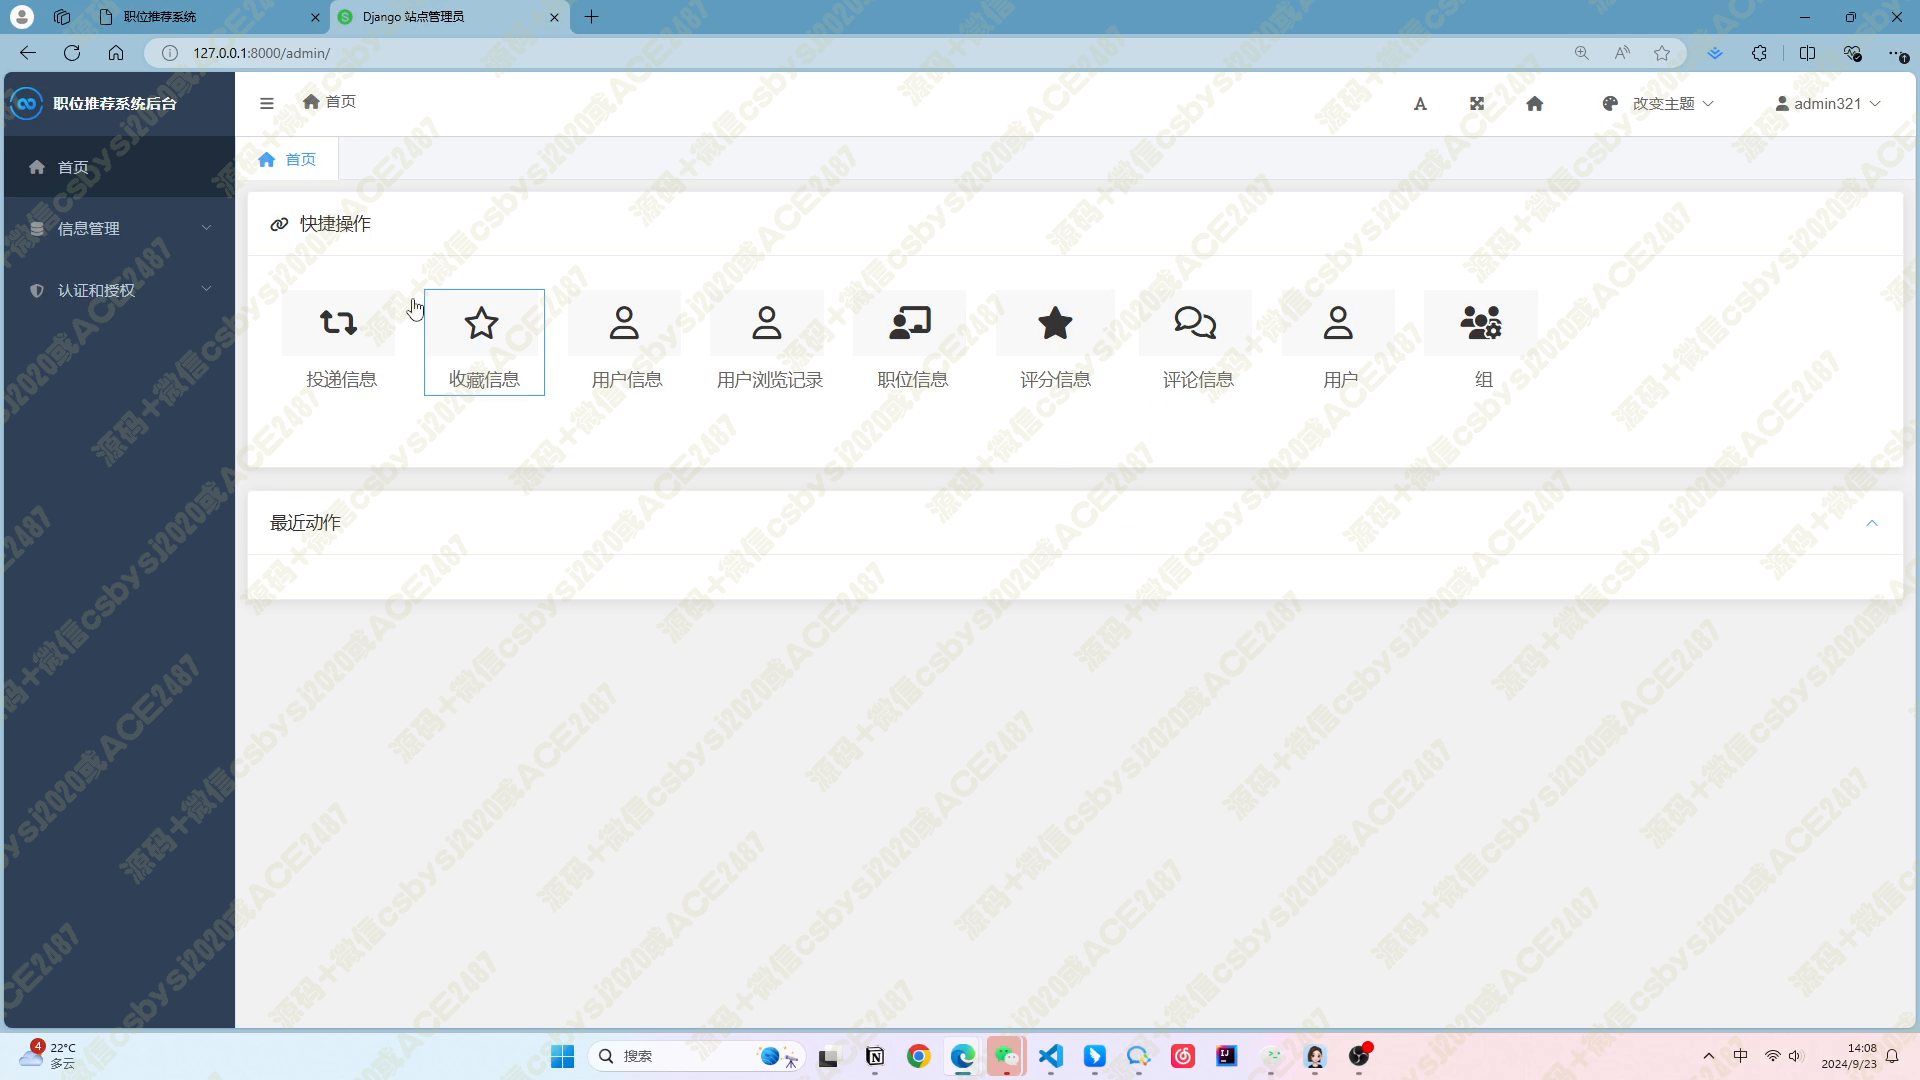 职位推荐系统
Django 站点管理员
127.0.0.1:8000/admin/
职位推荐系统后台
首页
改变主题
admin321
首页
首页
信息管理
认证和授权
快捷操作
投递信息
收藏信息
用户信息
用户浏览记录
职位信息
评分信息
评论信息
用户
组
最近动作
源码+微信csbysj2020或ACE2487
4
22°C
多云
搜索
中
14:08
2024/9/23